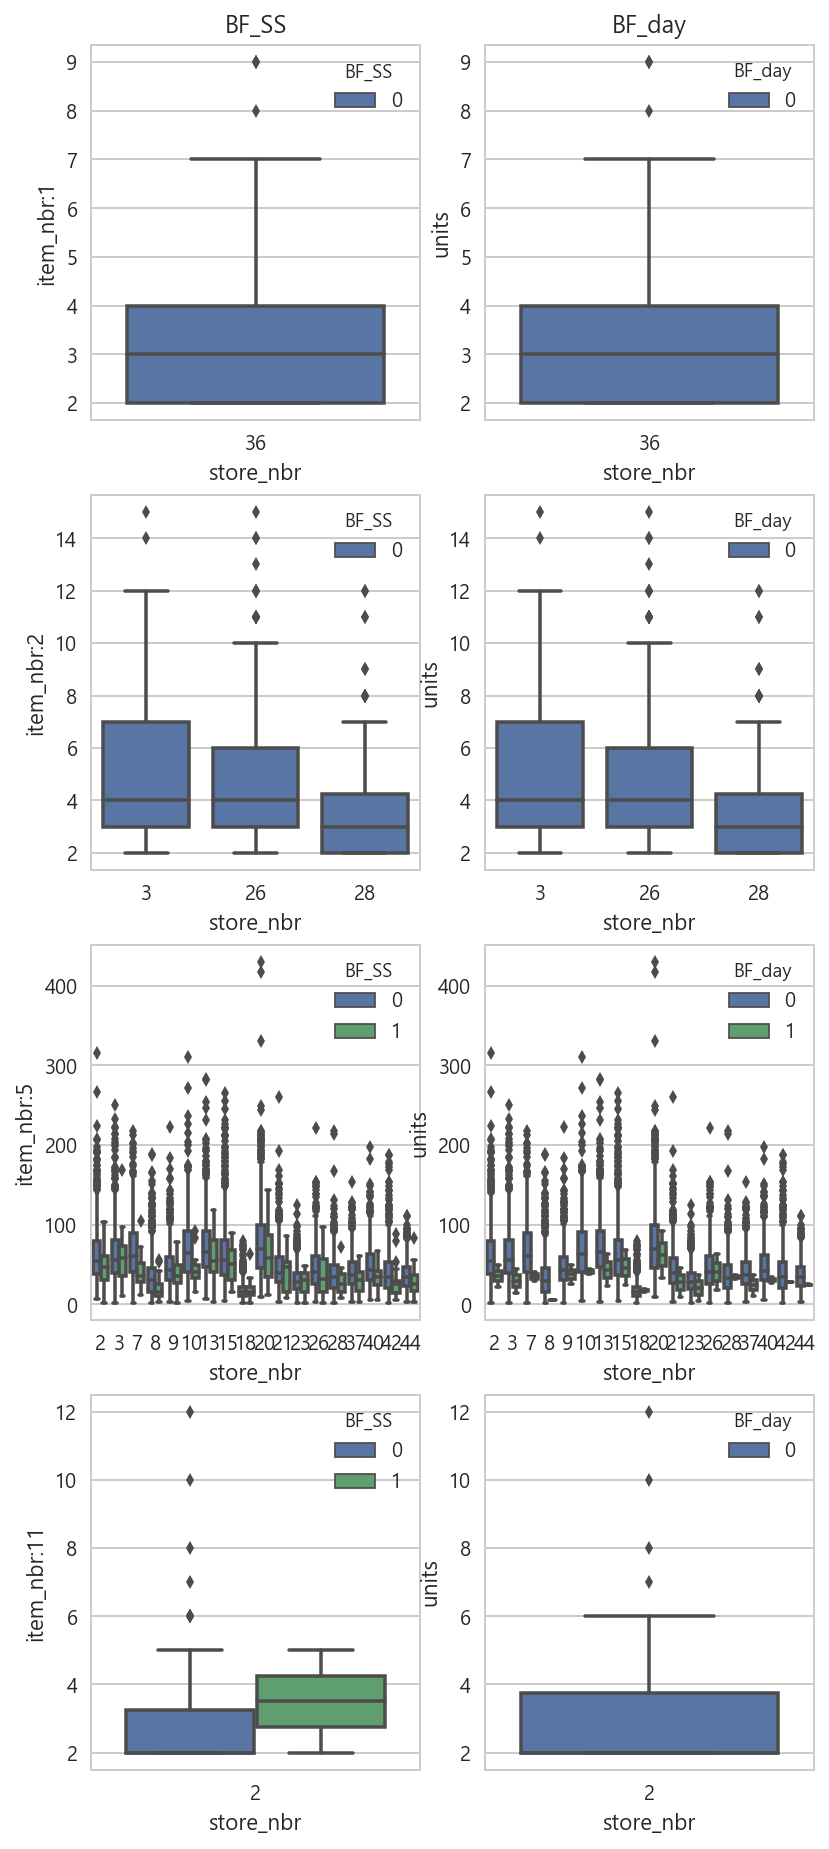 BF_SS BF_day
item_nbr:1
9
8
7
6
5
4
3
2
BF_SS
0
36
store_nbr
units
9
8
7
6
5
4
3
2
BF_day
0
36
store_nbr
item_nbr:2
14
12
10
8
6
4
2
BF_SS
0
3 26 28
store_nbr
units
14
12
10
8
6
4
2
BF_day
0
3 26 28
store_nbr
item_nbr:5
400
300
200
100
0
BF_SS
0
1
2 3 7 8 9 10 13 15 18 20 21 23 26 28 37 40 42 44
store_nbr
units
400
300
200
100
0
BF_day
0
1
2 3 7 8 9 10 13 15 18 20 21 23 26 28 37 40 42 44
store_nbr
item_nbr:11
12
10
8
6
4
2
BF_SS
0
1
2
store_nbr
units
12
10
8
6
4
2
BF_day
0
2
store_nbr